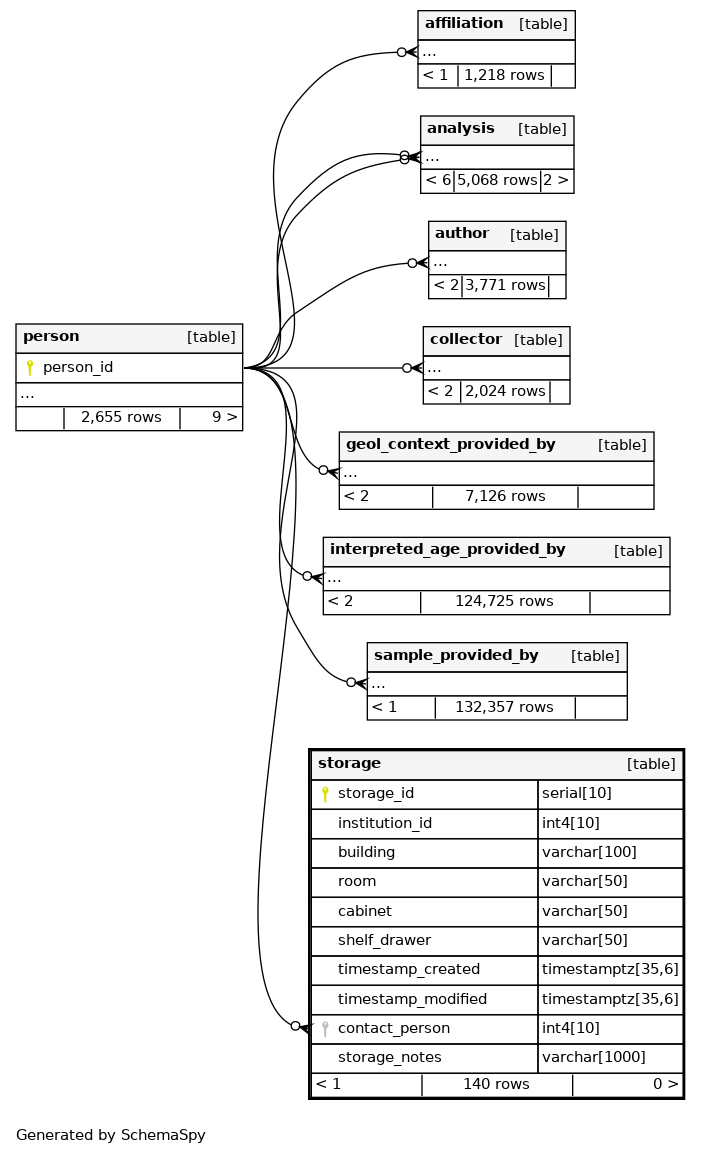 affiliation [table]
...
< 1 1,218 rows
analysis [table]
...
< 6 5,068 rows 2 >
author [table]
...
< 2 3,771 rows
person [table]
person_id
...
2,655 rows 9 >
collector [table]
...
< 2 2,024 rows
geol_context_provided_by [table]
...
< 2 7,126 rows
interpreted_age_provided_by [table]
...
< 2 124,725 rows
sample_provided_by [table]
...
< 1 132,357 rows
storage [table]
storage_id serial[10]
institution_id int4[10]
building varchar[100]
room varchar[50]
cabinet varchar[50]
shelf_drawer varchar[50]
timestamp_created timestamptz[35,6]
timestamp_modified timestamptz[35,6]
contact_person int4[10]
storage_notes varchar[1000]
< 1 140 rows 0 >
Generated by SchemaSpy